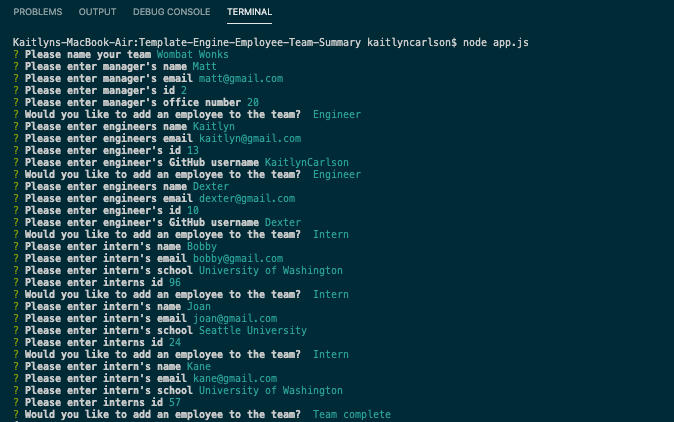 PROBLEMS OUTPUT DEBUG CONSOLE TERMINAL
Kaitlyns-MacBook-Air:Template-Engine-Employee-Team-Summary kaitlyncarlson$ node app.js
? Please name your team Wombat Wonks
? Please enter manager's name Matt
? Please enter manager's email matt@gmail.com
? Please enter manager's id 2
? Please enter manager's office number 20
? Would you like to add an employee to the team?  Engineer
? Please enter engineers name Kaitlyn
? Please enter engineers email kaitlyn@gmail.com
? Please enter engineer's id 13
? Please enter engineer's GitHub username KaitlynCarlson
? Would you like to add an employee to the team?  Engineer
? Please enter engineers name Dexter
? Please enter engineers email dexter@gmail.com
? Please enter engineer's id 10
? Please enter engineer's GitHub username Dexter
? Would you like to add an employee to the team?  Intern
? Please enter intern's name Bobby
? Please enter intern's email bobby@gmail.com
? Please enter intern's school University of Washington
? Please enter interns id 96
? Would you like to add an employee to the team?  Intern
? Please enter intern's name Joan
? Please enter intern's email joan@gmail.com
? Please enter intern's school Seattle University
? Please enter interns id 24
? Would you like to add an employee to the team?  Intern
? Please enter intern's name Kane
? Please enter intern's email kane@gmail.com
? Please enter intern's school University of Washington
? Please enter interns id 57
? Would you like to add an employee to the team?  Team complete